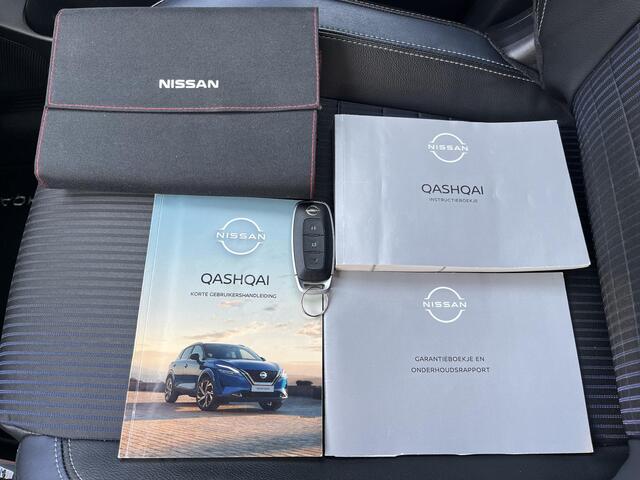 NISSAN
NISSAN
QASHQAI
INSTRUCTIEBOEKJE
NISSAN
QASHQAI
KORTE GEBRUIKERSHANDLEIDING
NISSAN
GARANTIEBOEKJE EN
ONDERHOUDSRAPPORT